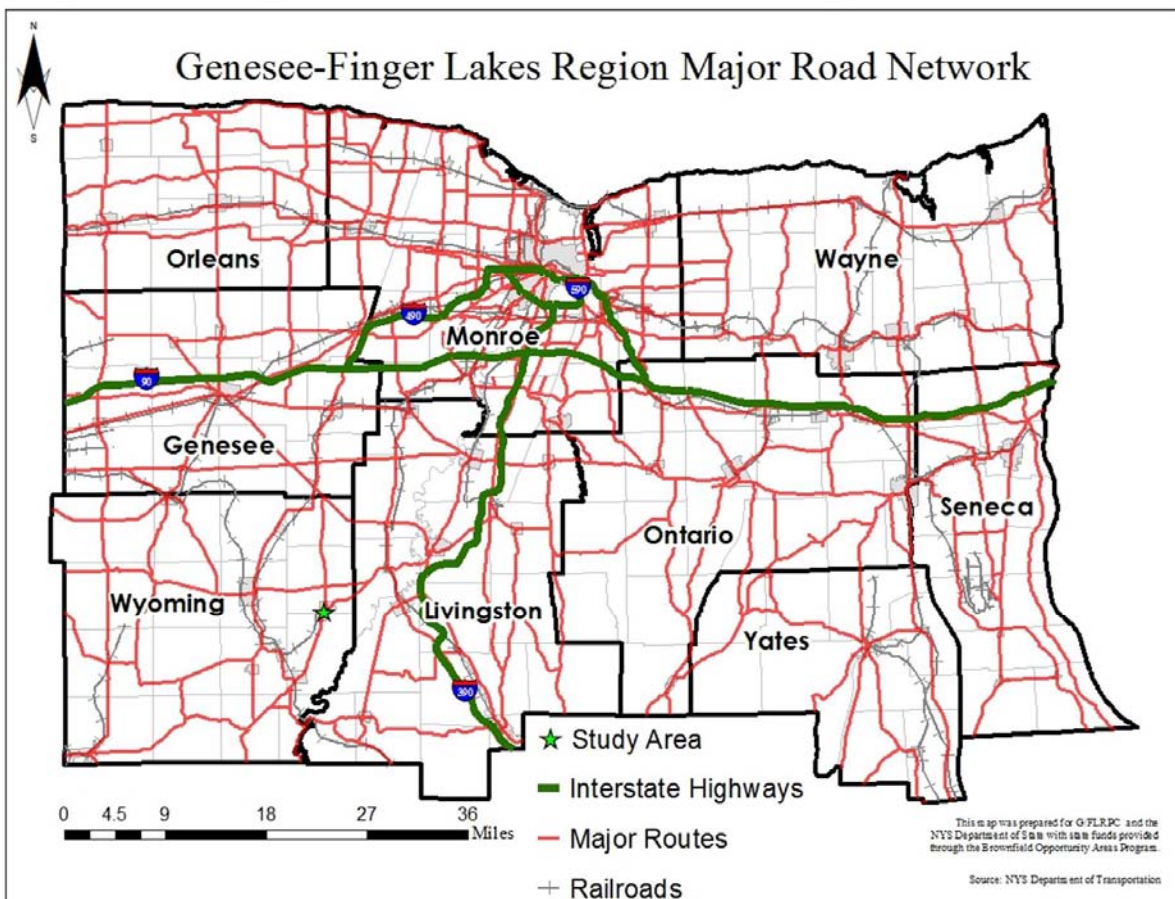 N
S
Genesee-Finger Lakes Region Major Road Network
Orleans
Wayne
590
490
Monroe
90
Genesee
Seneca
Ontario
Wyoming
Livingston
Yates
390
Study Area
Interstate Highways
Major Routes
Railroads
0 4.5 9 18 27 36
Miles
This map was prepared for G/FLRPC and the
NYS Department of State with state funds provided
through the Brownfield Opportunity Areas Program.
Source: NYS Department of Transportation